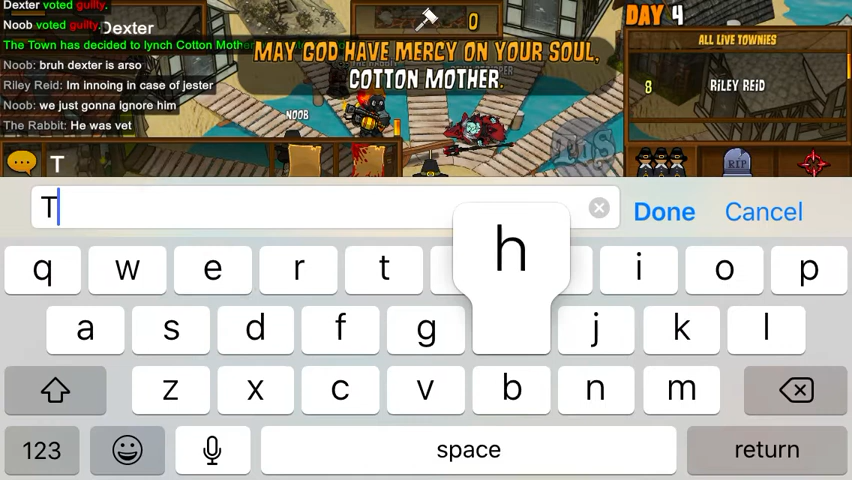 Dexter voted guilty.
Noob voted guilty.
Dexter
The Town has decided to lynch Cotton Mothe
Noob: bruh dexter is arso
Riley Reid: Im innoing in case of jester
Noob: we just gonna ignore him
The Rabbit: He was vet
0
MAY GOD HAVE MERCY ON YOUR SOUL,
COTTON MOTHER.
NOOB
DAY 4
ALL LIVE TOWNIES
8 RILEY REID
ToS
RIP
T
T
Done
Cancel
h
q w e r t i o p
a s d f g j k l
z x c v b n m
123 space return